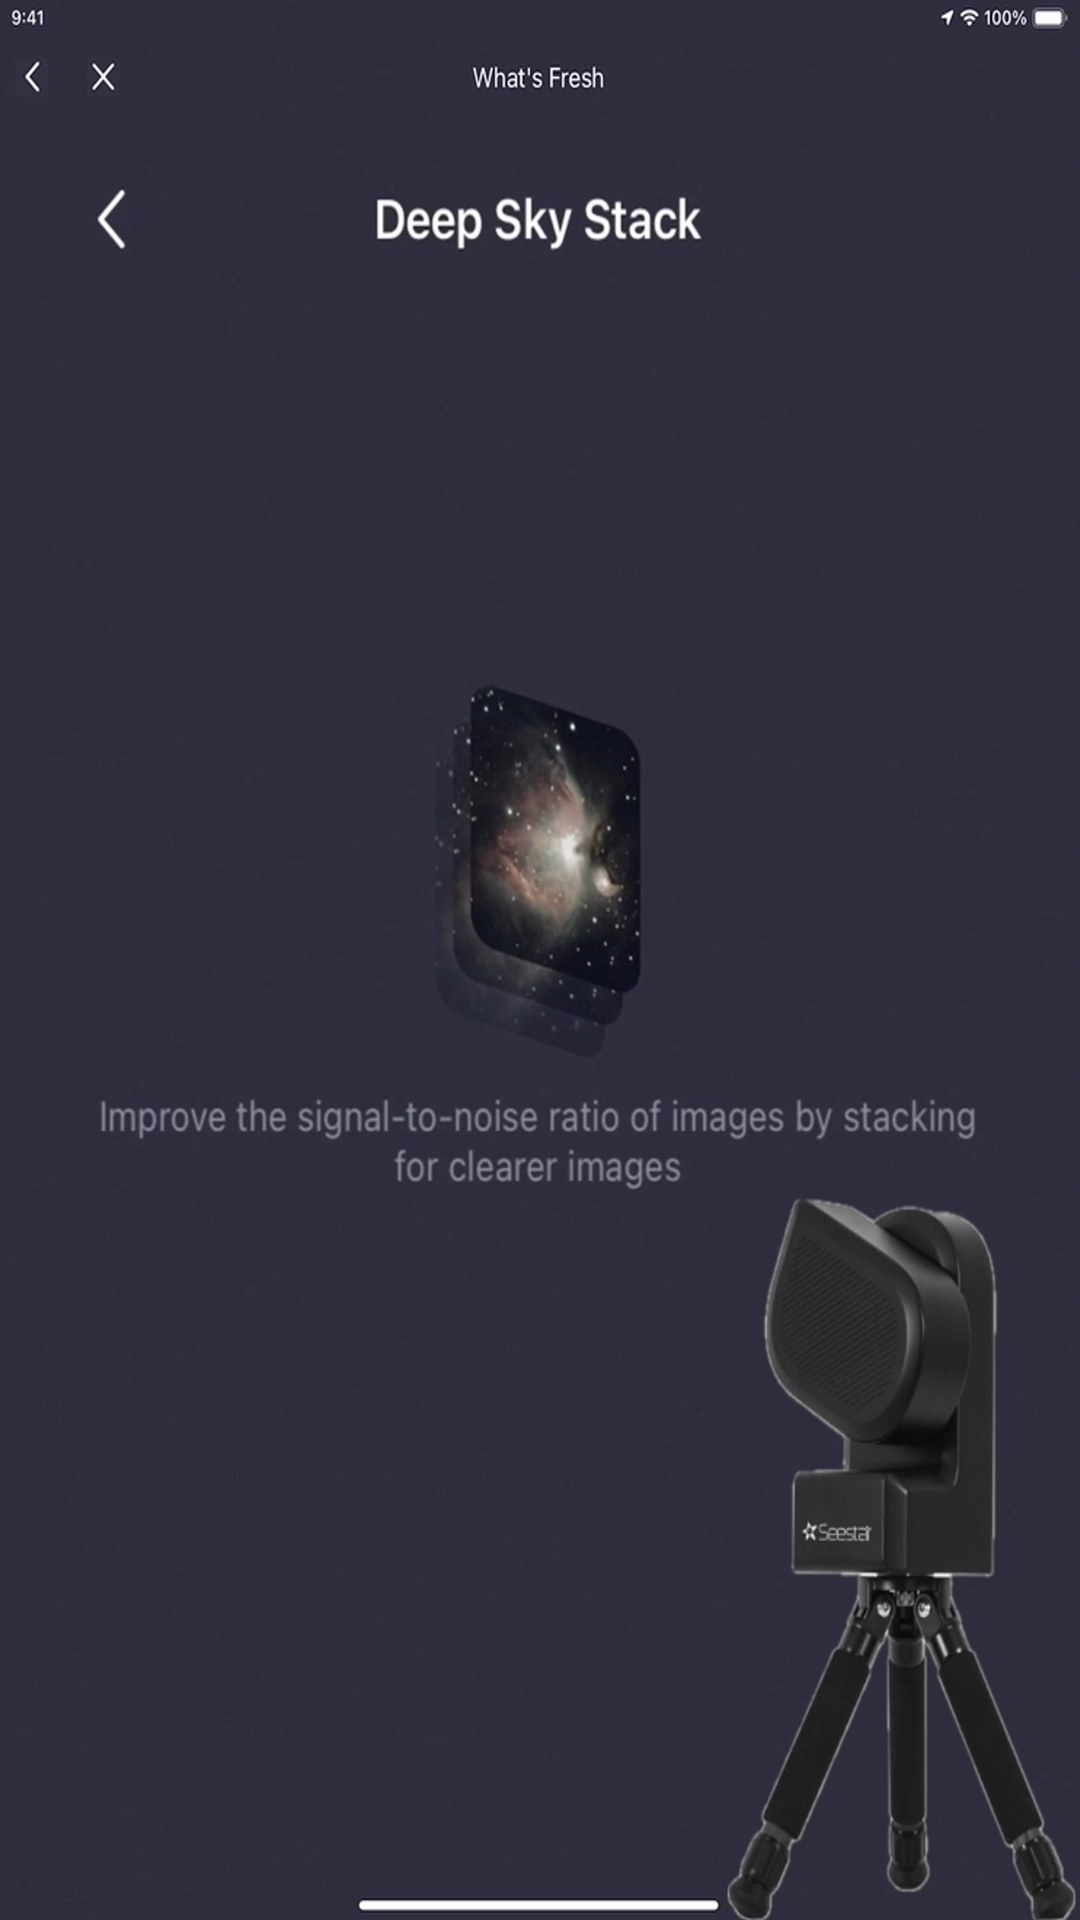 9:41
100%
What's Fresh
Deep Sky Stack
Improve the signal-to-noise ratio of images by stacking
for clearer images
Seestar